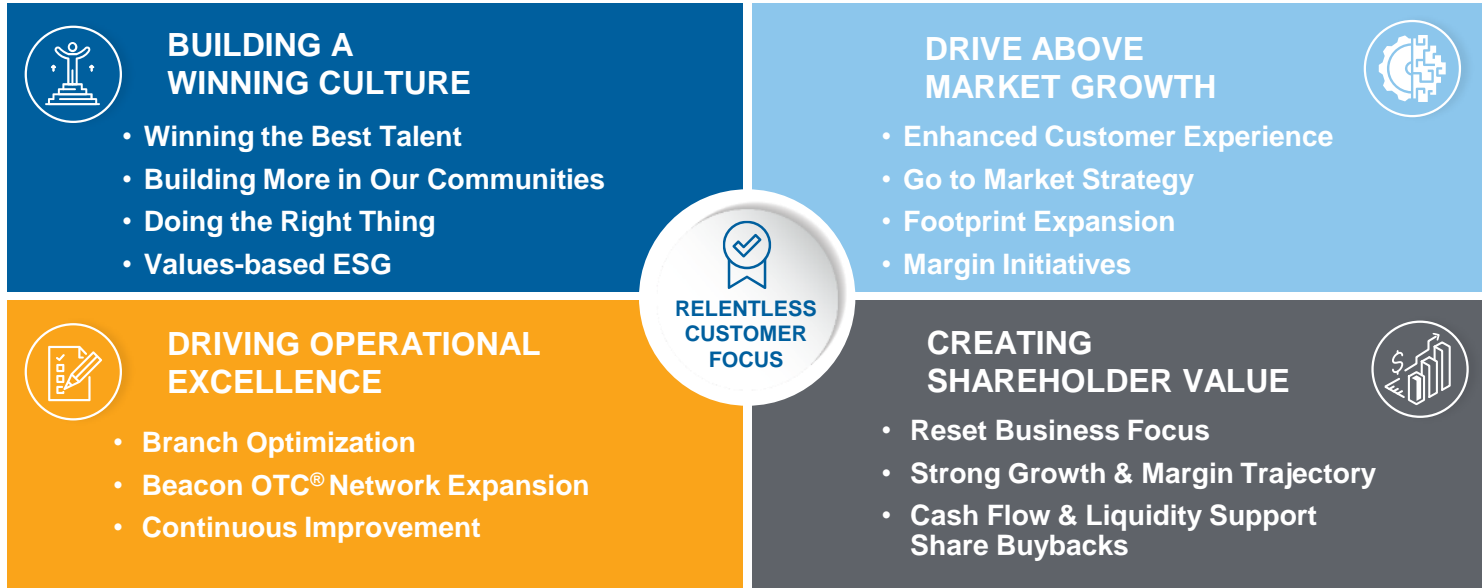 BUILDING A
WINNING CULTURE
• Winning the Best Talent
• Building More in Our Communities
• Doing the Right Thing
• Values-based ESG
DRIVE ABOVE
MARKET GROWTH
• Enhanced Customer Experience
• Go to Market Strategy
• Footprint Expansion
• Margin Initiatives
RELENTLESS
CUSTOMER
FOCUS
DRIVING OPERATIONAL
EXCELLENCE
• Branch Optimization
• Beacon OTC® Network Expansion
• Continuous Improvement
CREATING
SHAREHOLDER VALUE
$
• Reset Business Focus
• Strong Growth & Margin Trajectory
• Cash Flow & Liquidity Support
Share Buybacks